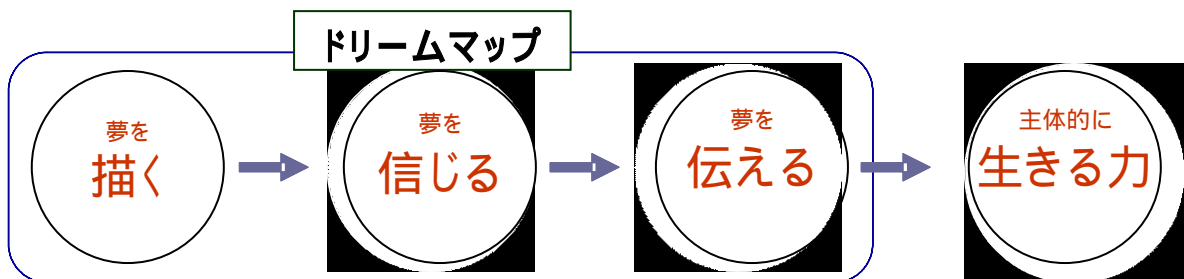 ドリームマップ
夢を
描く
夢を
信じる
夢を
伝える
主体的に
生きる力